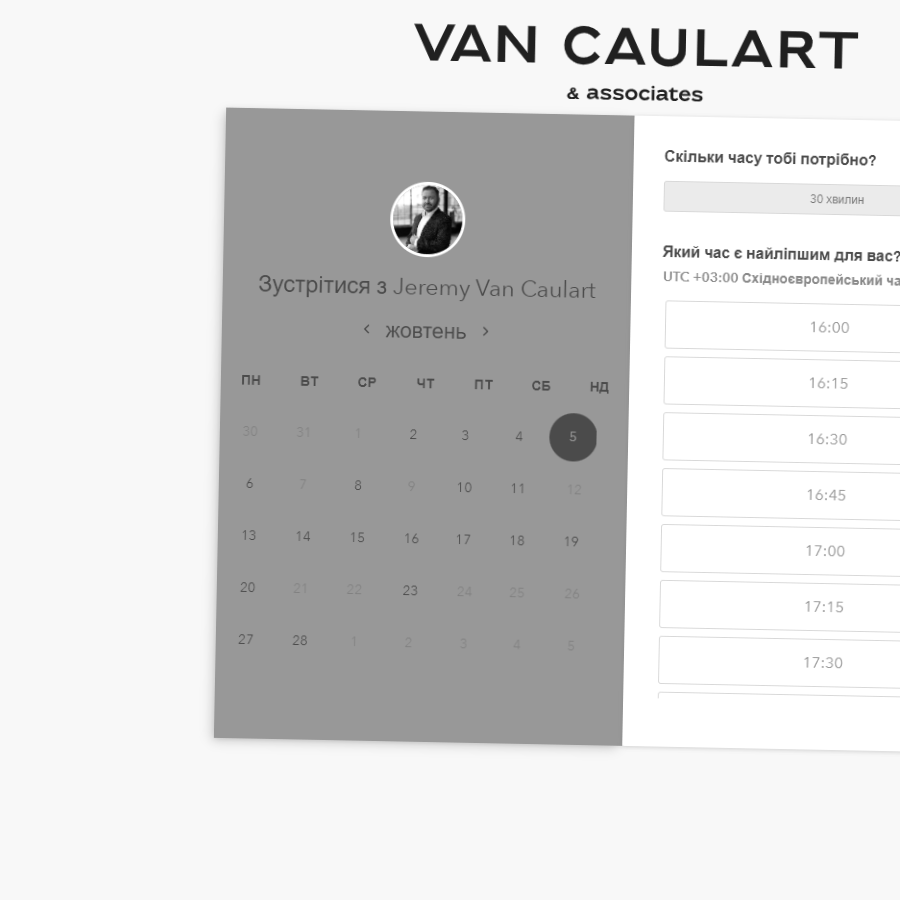 VAN CAULART
& associates
Зустрітися з Jeremy Van Caulart
‹ жовтень ›
ПН ВТ СР ЧТ ПТ СБ НД
30 31 1 2 3 4 5
6 7 8 9 10 11 12
13 14 15 16 17 18 19
20 21 22 23 24 25 26
27 28 1 2 3 4 5
Скільки часу тобі потрібно?
30 хвилин
Який час є найліпшим для вас?
UTC +03:00 Східноєвропейський ча
16:00
16:15
16:30
16:45
17:00
17:15
17:30